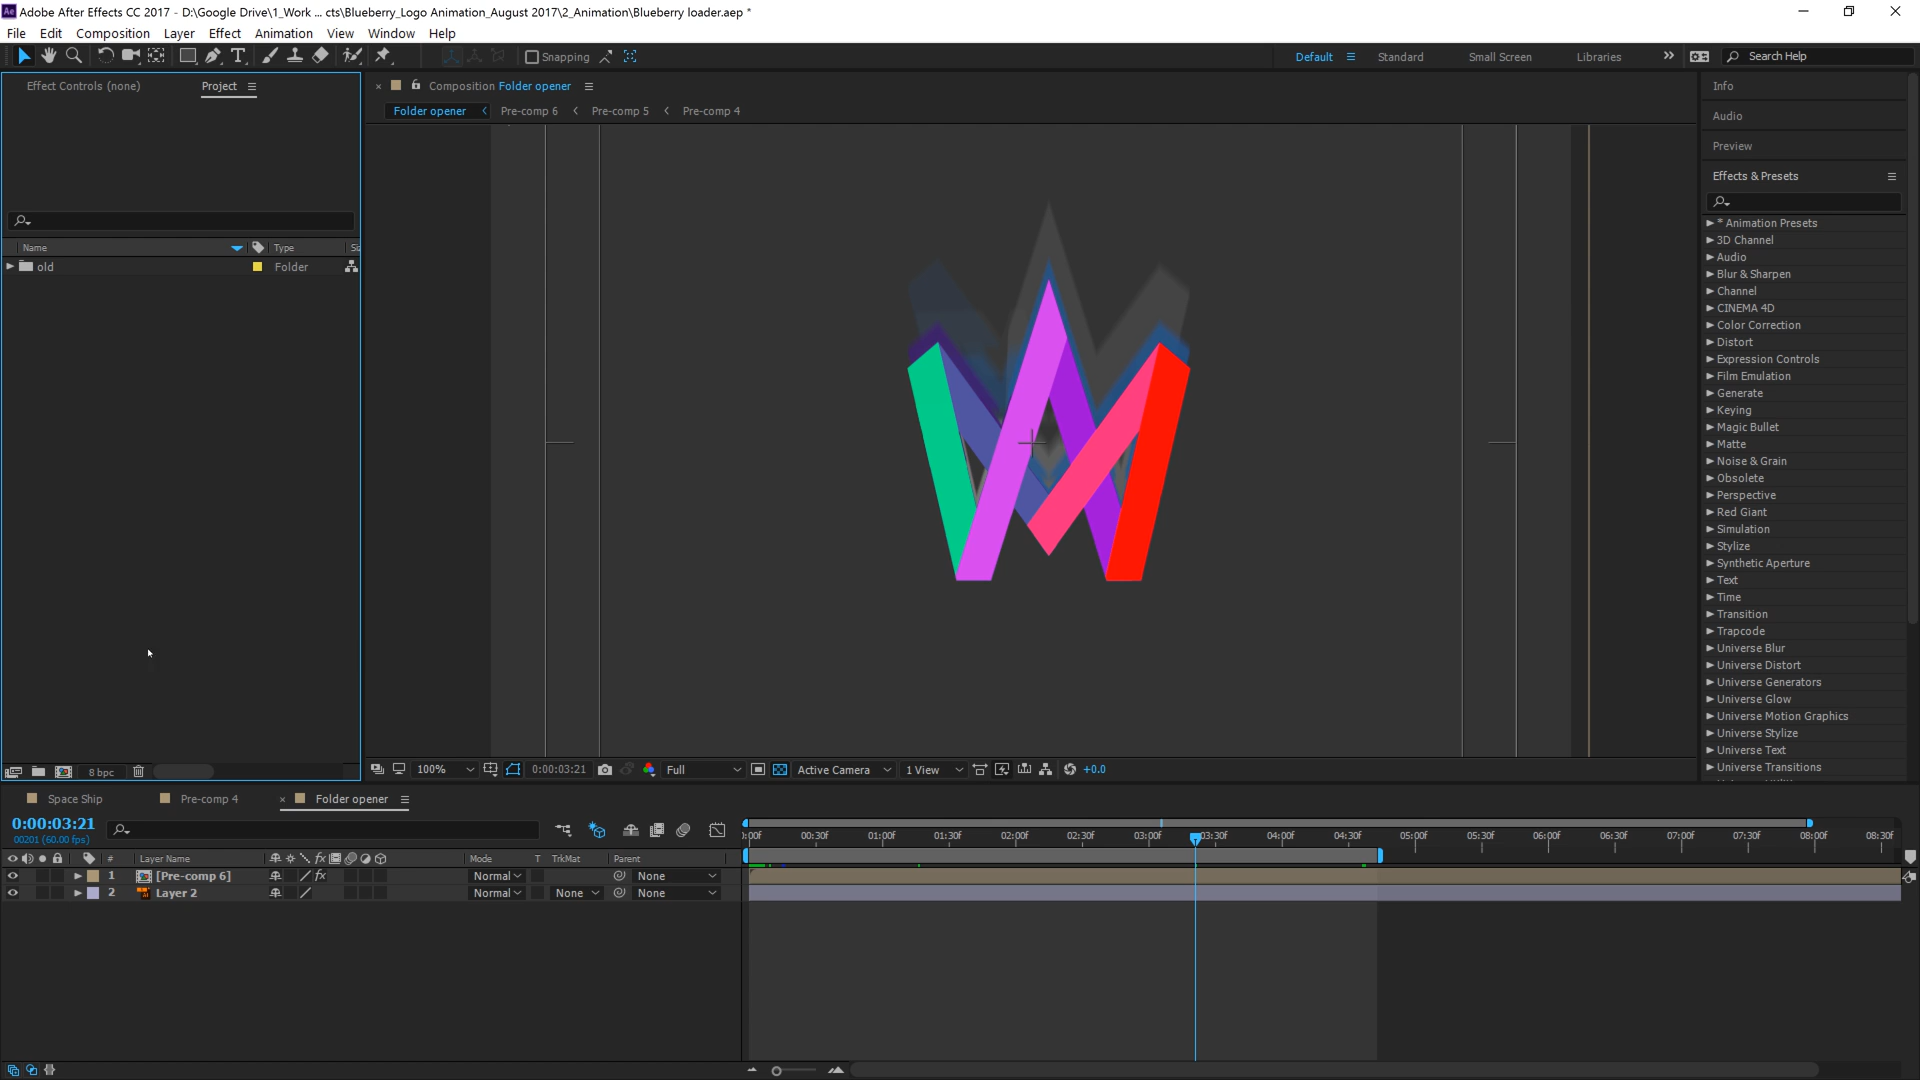 Ae Adobe After Effects CC 2017 - D:\Google Drive\1_Work ... cts\Blueberry_Logo Animation_August 2017\2_Animation\Blueberry loader.aep *
File Edit Composition Layer Effect Animation View Window Help
T Snapping Default Standard Small Screen Libraries » Search Help
Effect Controls (none) Project
Name Type Si
old Folder
8 bpc
× Composition Folder opener
Folder opener < Pre-comp 6 < Pre-comp 5 < Pre-comp 4
100% 0:00:03:21 Full Active Camera 1 View +0.0
Info
Audio
Preview
Effects & Presets
* Animation Presets
3D Channel
Audio
Blur & Sharpen
Channel
CINEMA 4D
Color Correction
Distort
Expression Controls
Film Emulation
Generate
Keying
Magic Bullet
Matte
Noise & Grain
Obsolete
Perspective
Red Giant
Simulation
Stylize
Synthetic Aperture
Text
Time
Transition
Trapcode
Universe Blur
Universe Distort
Universe Generators
Universe Glow
Universe Motion Graphics
Universe Stylize
Universe Text
Universe Transitions
Space Ship Pre-comp 4 × Folder opener
0:00:03:21
00201 (60.00 fps)
:00f 00:30f 01:00f 01:30f 02:00f 02:30f 03:00f 03:30f 04:00f 04:30f 05:00f 05:30f 06:00f 06:30f 07:00f 07:30f 08:00f 08:30f
# Layer Name fx Mode T TrkMat Parent
1 [Pre-comp 6] fx Normal None
2 Layer 2 Normal None None